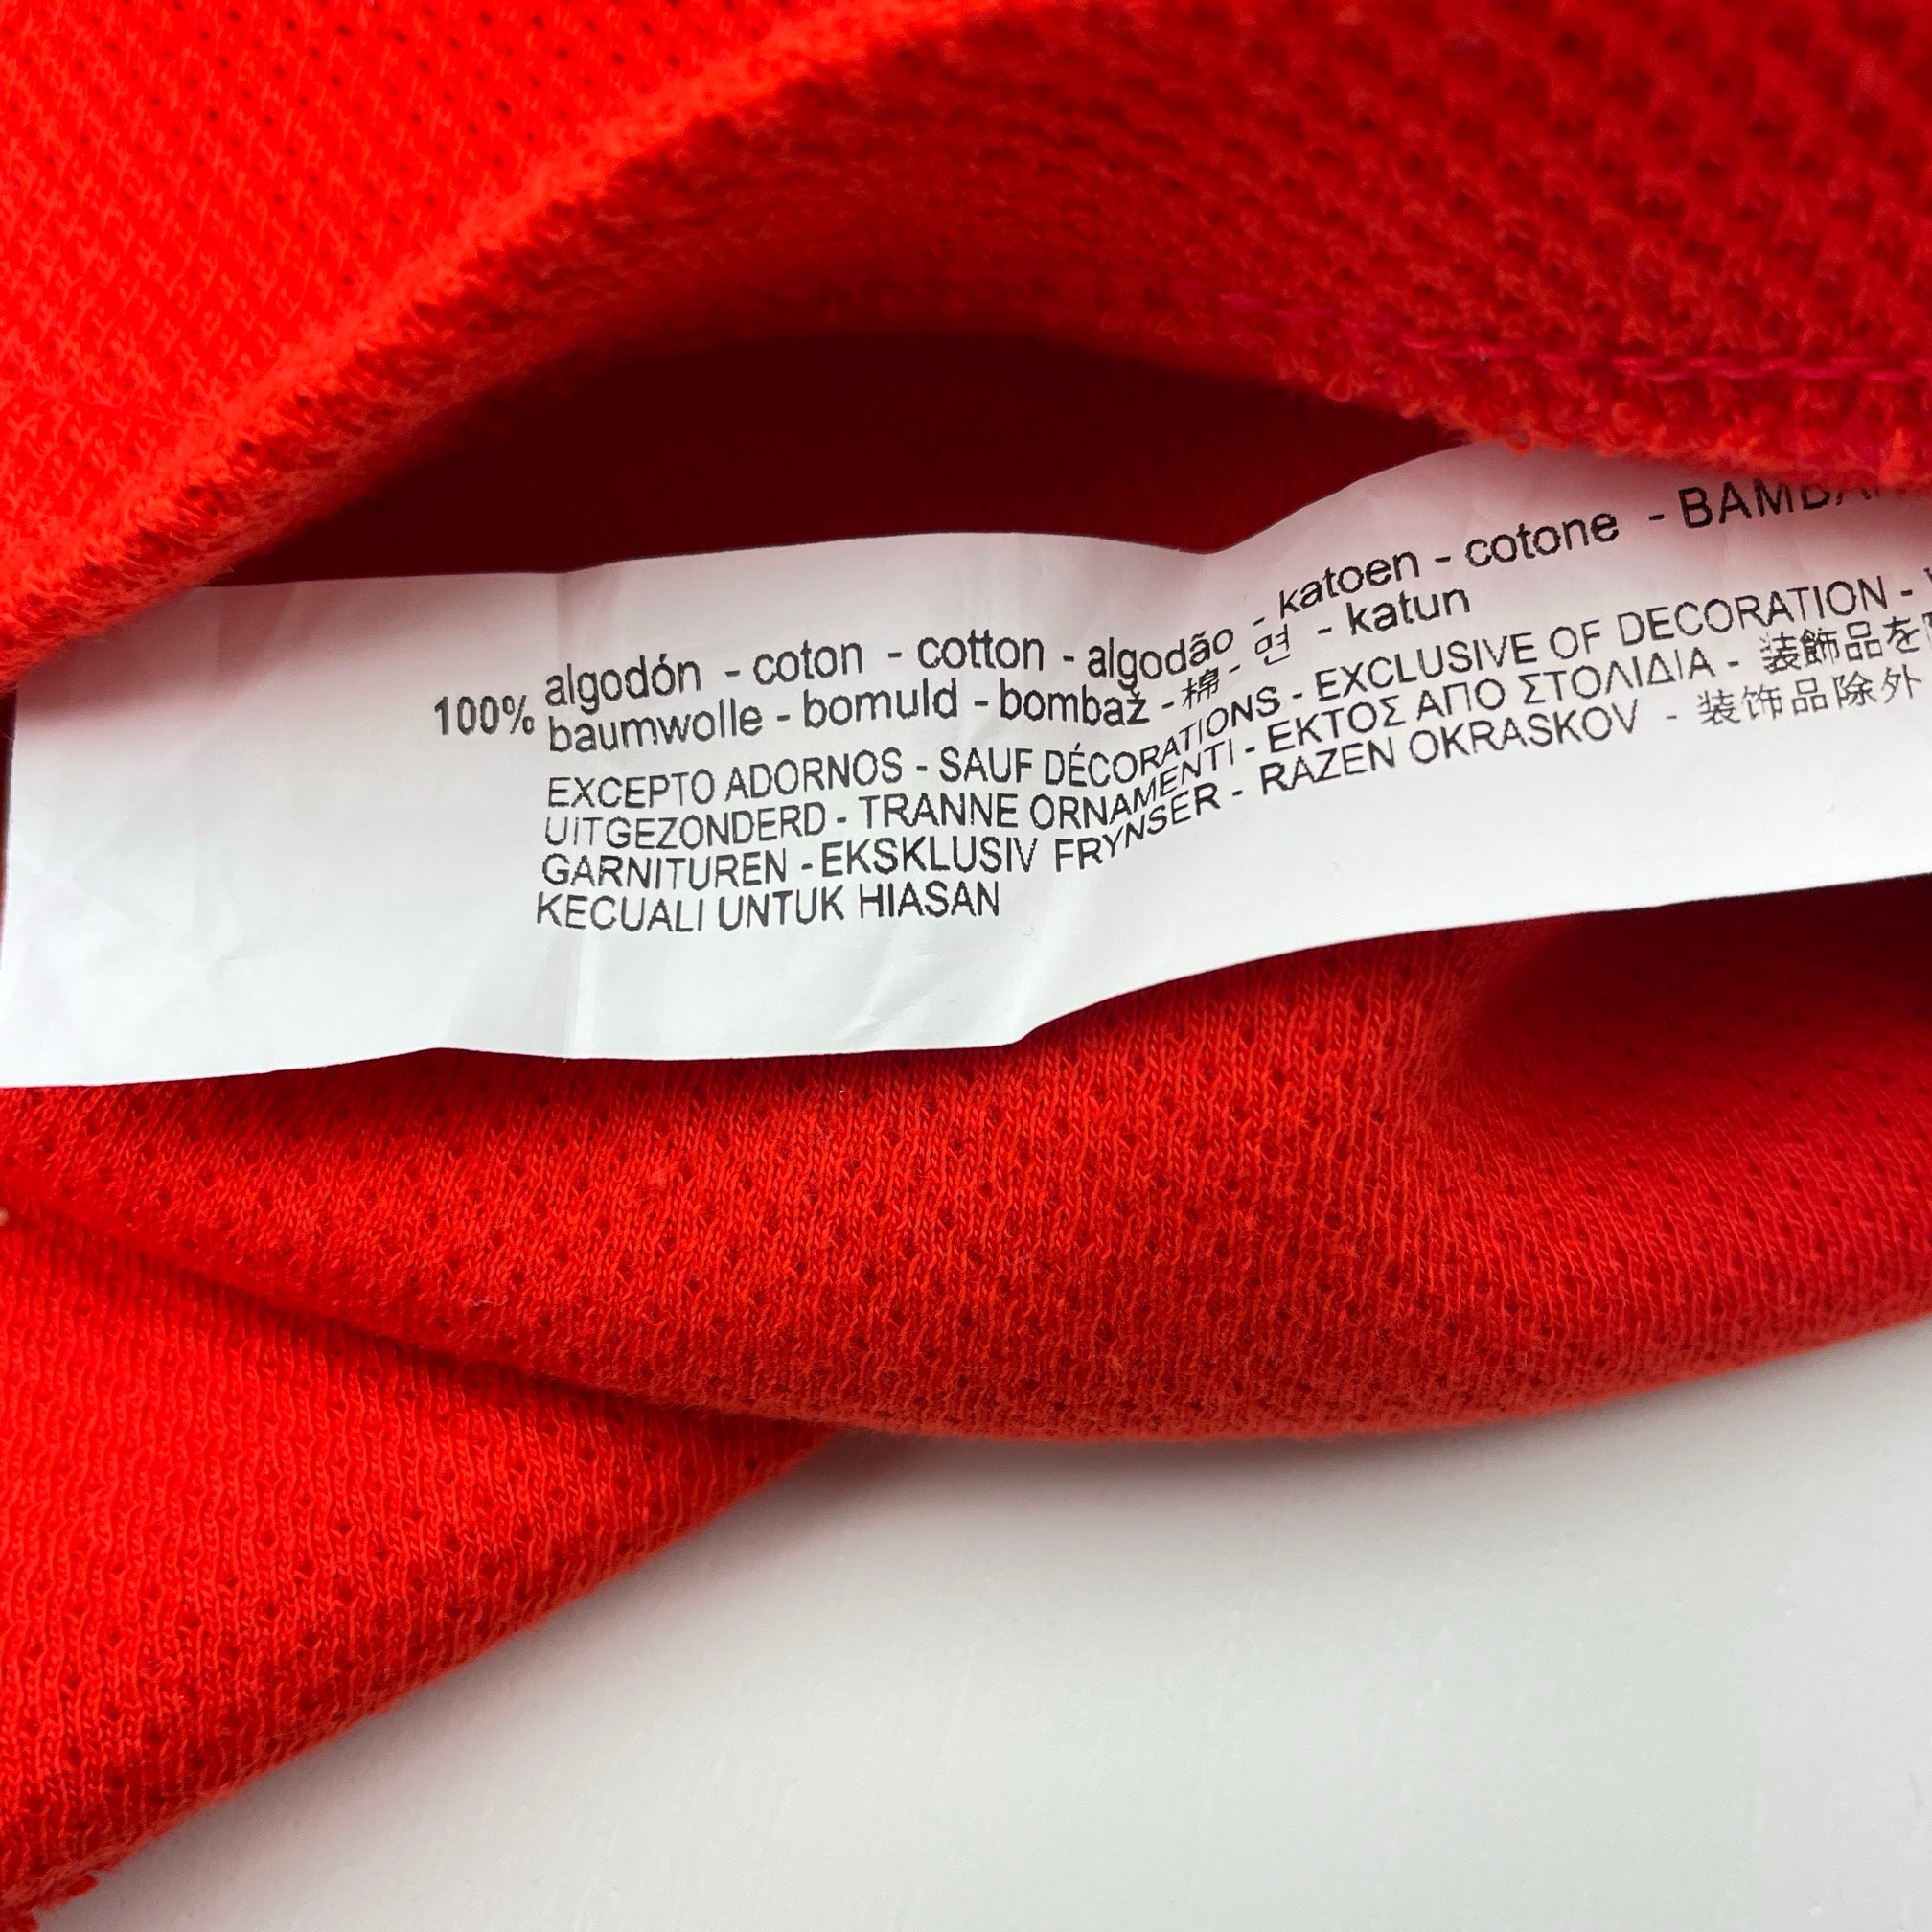 100% algodón - coton - cotton - algodão - katoen - cotone -
baumwolle - bomuld - bombaž - 棉 - 면 - katun
EXCEPTO ADORNOS - SAUF DÉCORATIONS - EXCLUSIVE OF DECORATION -
UITGEZONDERD - TRANNE ORNAMENTI - ΕΚΤΟΣ ΑΠΟ ΣΤΟΛΙΔΙΑ - 装飾品を
GARNITUREN - EKSKLUSIV FRYNSER - RAZEN OKRASKOV - 装饰品除外
KECUALI UNTUK HIASAN